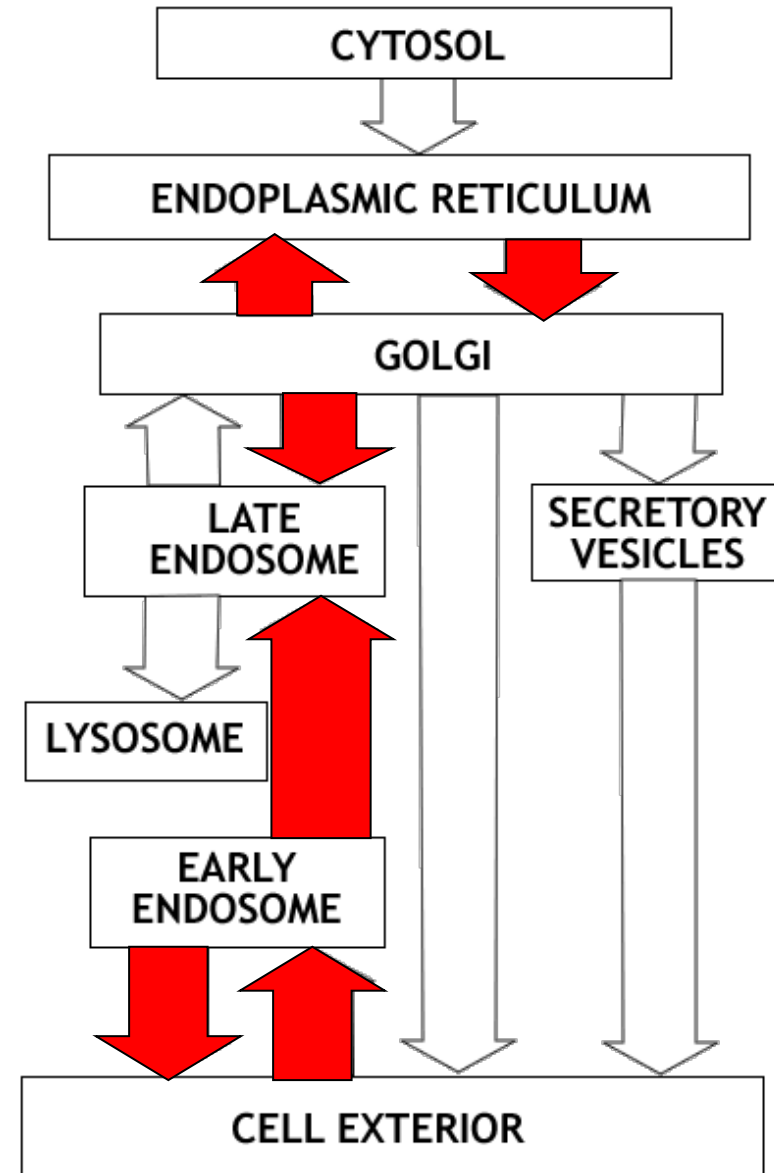 CYTOSOL
ENDOPLASMIC RETICULUM
GOLGI
LATE
ENDOSOME
SECRETORY
VESICLES
LYSOSOME
EARLY
ENDOSOME
CELL EXTERIOR